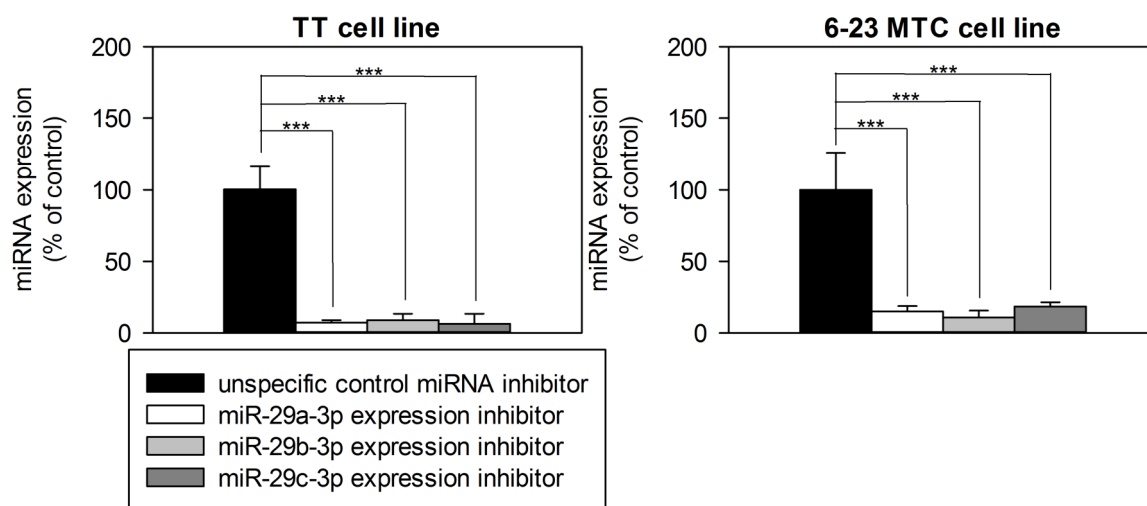 TT cell line
200
150
100
50
0
miRNA expression
(% of control)
***
***
***
6-23 MTC cell line
200
150
100
50
0
miRNA expression
(% of control)
***
***
***
unspecific control miRNA inhibitor
miR-29a-3p expression inhibitor
miR-29b-3p expression inhibitor
miR-29c-3p expression inhibitor